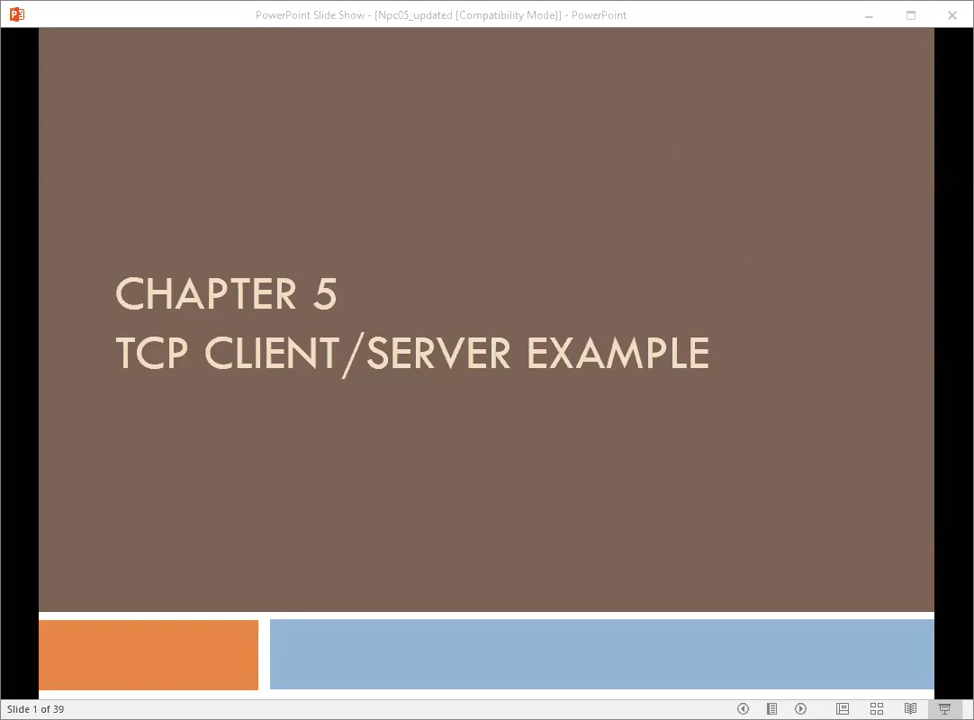 PowerPoint Slide Show - [Npc05_updated [Compatibility Mode]] - PowerPoint
CHAPTER 5
TCP CLIENT/SERVER EXAMPLE
Slide 1 of 39